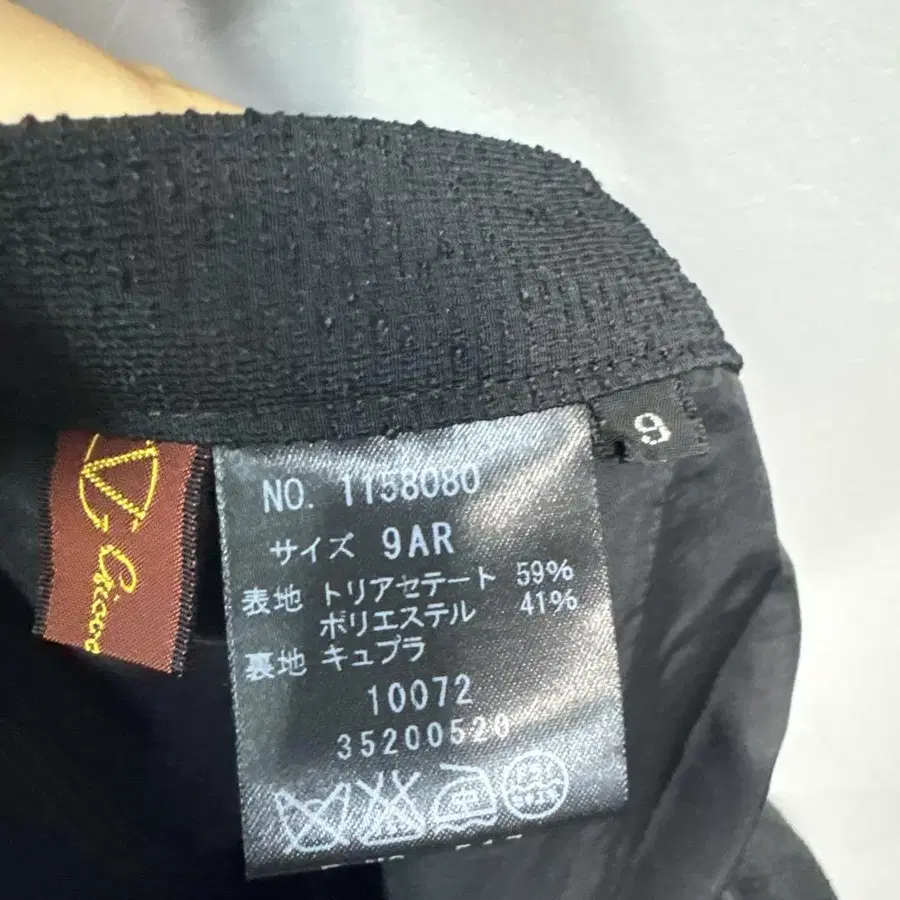 NO. 1158080
サイズ 9AR
表地 トリアセテート 59%
ポリエステル 41%
裏地 キュプラ
10072
35200520
9